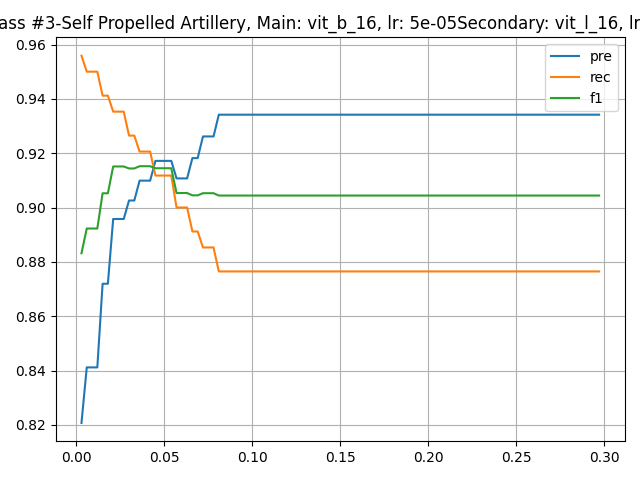 ass #3-Self Propelled Artillery, Main: vit_b_16, lr: 5e-05Secondary: vit_l_16, lr
0.96
0.94
0.92
0.90
0.88
0.86
0.84
0.82
0.00 0.05 0.10 0.15 0.20 0.25 0.30
pre
rec
f1